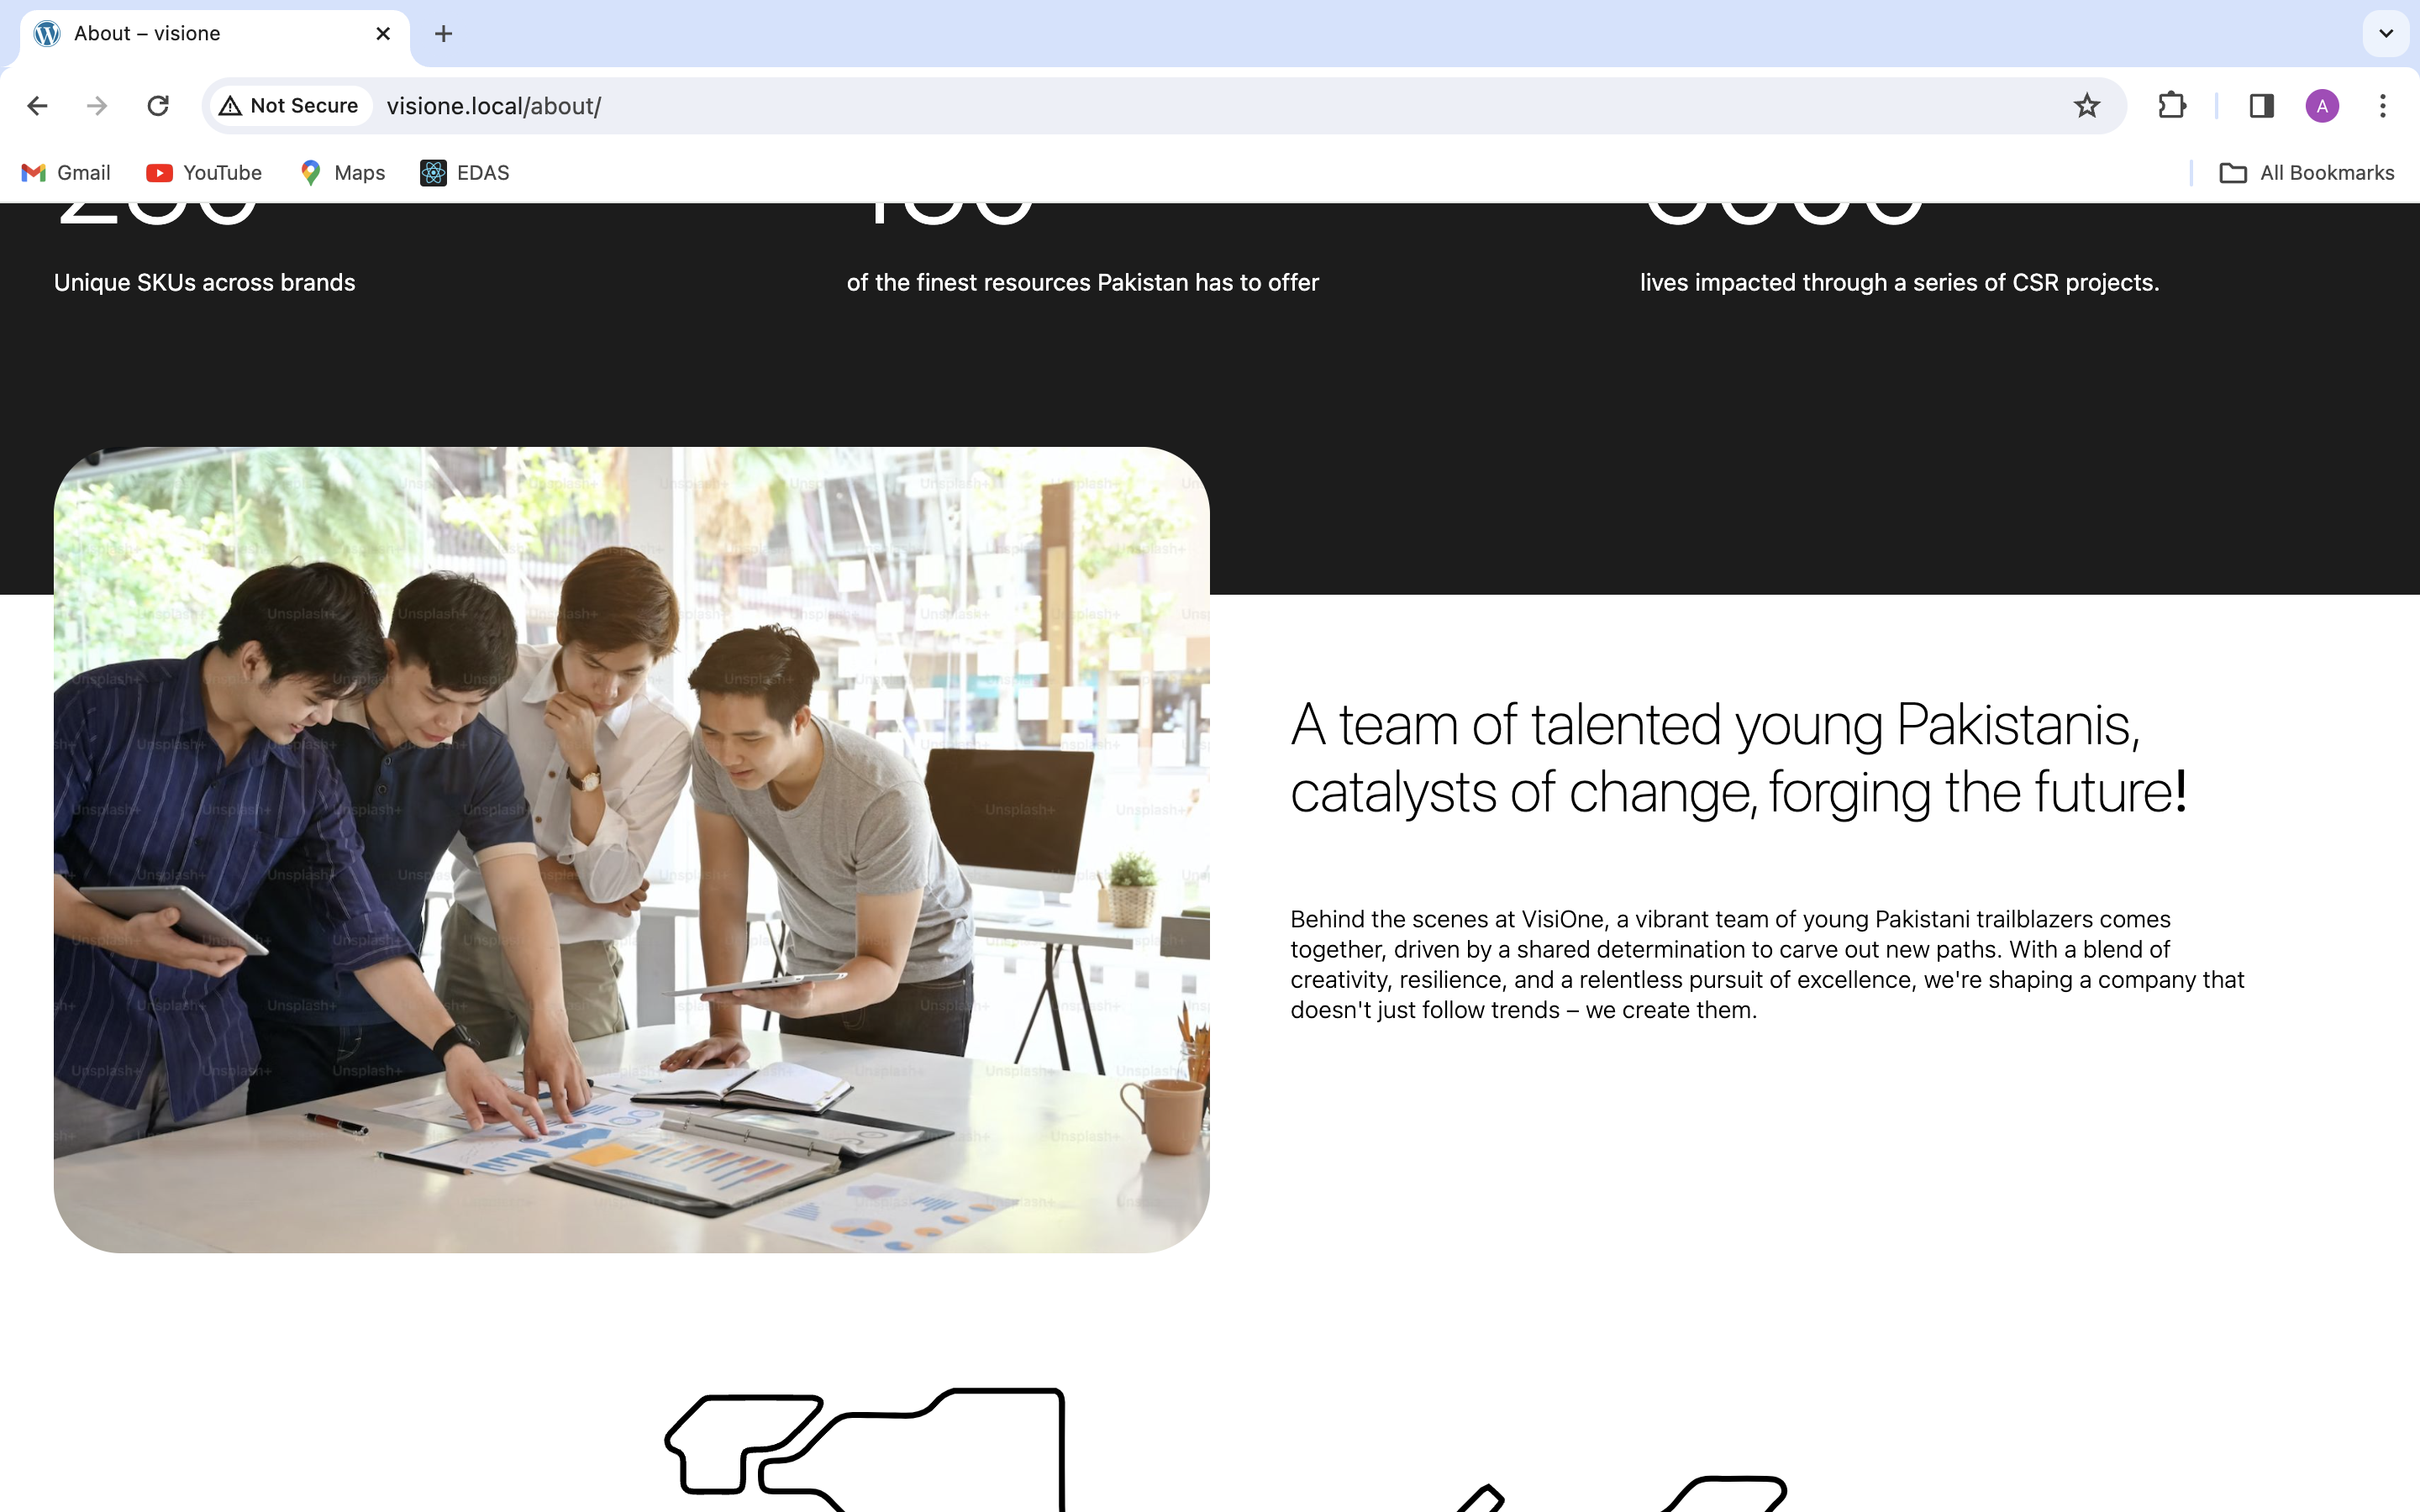 About – visione
Not Secure
visione.local/about/
A
Gmail
YouTube
Maps
EDAS
All Bookmarks
Unique SKUs across brands
of the finest resources Pakistan has to offer
lives impacted through a series of CSR projects.
Unsplash+
A team of talented young Pakistanis,
catalysts of change, forging the future!
Behind the scenes at VisiOne, a vibrant team of young Pakistani trailblazers comes
together, driven by a shared determination to carve out new paths. With a blend of
creativity, resilience, and a relentless pursuit of excellence, we're shaping a company that
doesn't just follow trends – we create them.